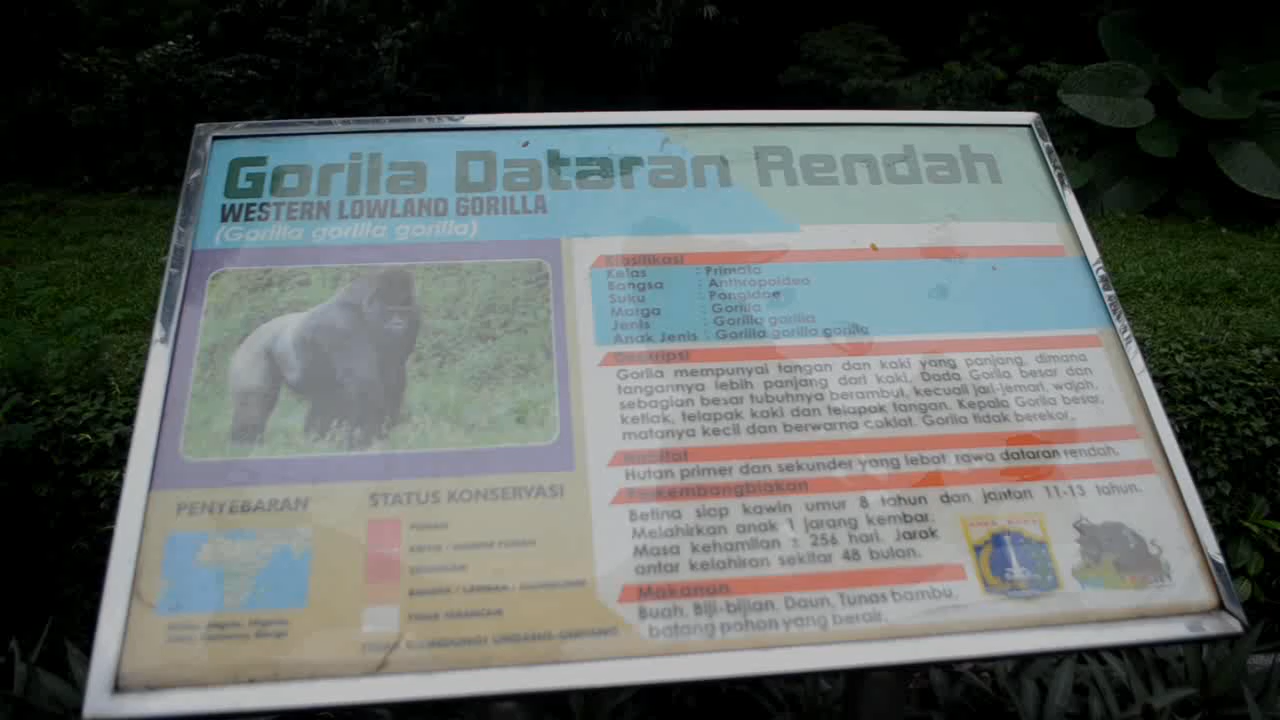 Gorila Dataran Rendah
WESTERN LOWLAND GORILLA
(Gorilla gorilla gorilla)
Klasifikasi
Kelas : Primata
Bangsa : Anthropoidea
Suku : Pongidae
Marga : Gorilla
Jenis : Gorilla gorilla
Anak Jenis : Gorilla gorilla gorilla
Deskripsi
Gorila mempunyai tangan dan kaki yang panjang, dimana
tangannya lebih panjang dari kaki. Dada Gorila besar dan
sebagian besar tubuhnya berambut, kecuali jari-jemari, wajah,
ketiak, telapak kaki dan telapak tangan. Kepala Gorila besar,
matanya kecil dan berwarna coklat. Gorila tidak berekor.
Habitat
Hutan primer dan sekunder yang lebat, rawa dataran rendah.
Perkembangbiakan
Betina siap kawin umur 8 tahun dan jantan 11-13 tahun.
Melahirkan anak 1 jarang kembar.
Masa kehamilan ± 256 hari. Jarak
antar kelahiran sekitar 48 bulan.
Makanan
Buah, Biji-bijian, Daun, Tunas bambu,
batang pohon yang berair.
PENYEBARAN
STATUS KONSERVASI
PUNAH